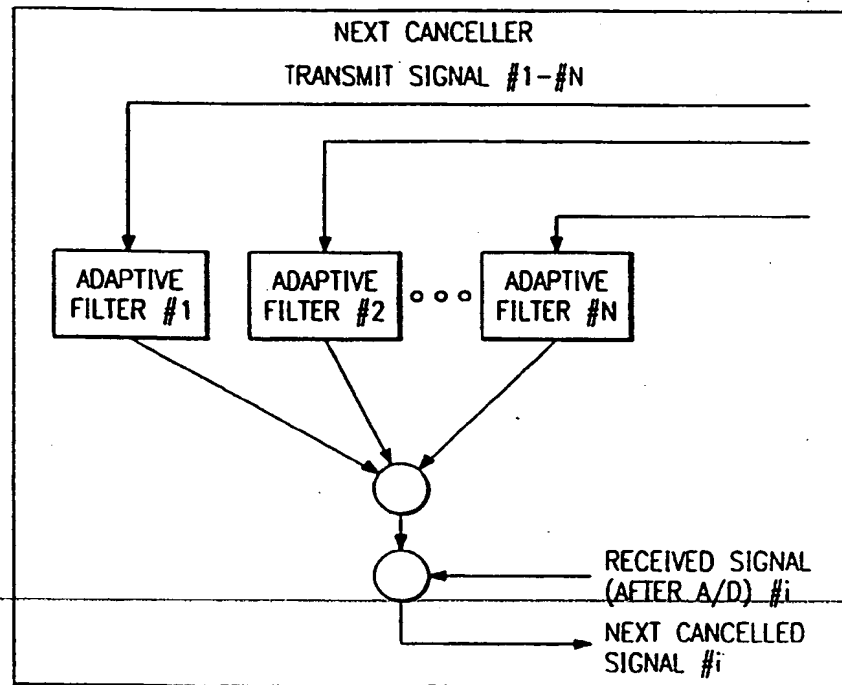 NEXT CANCELLER
TRANSMIT SIGNAL #1-#N
ADAPTIVE
FILTER #1
ADAPTIVE
FILTER #2
ADAPTIVE
FILTER #N
RECEIVED SIGNAL
(AFTER A/D) #i
NEXT CANCELLED
SIGNAL #i